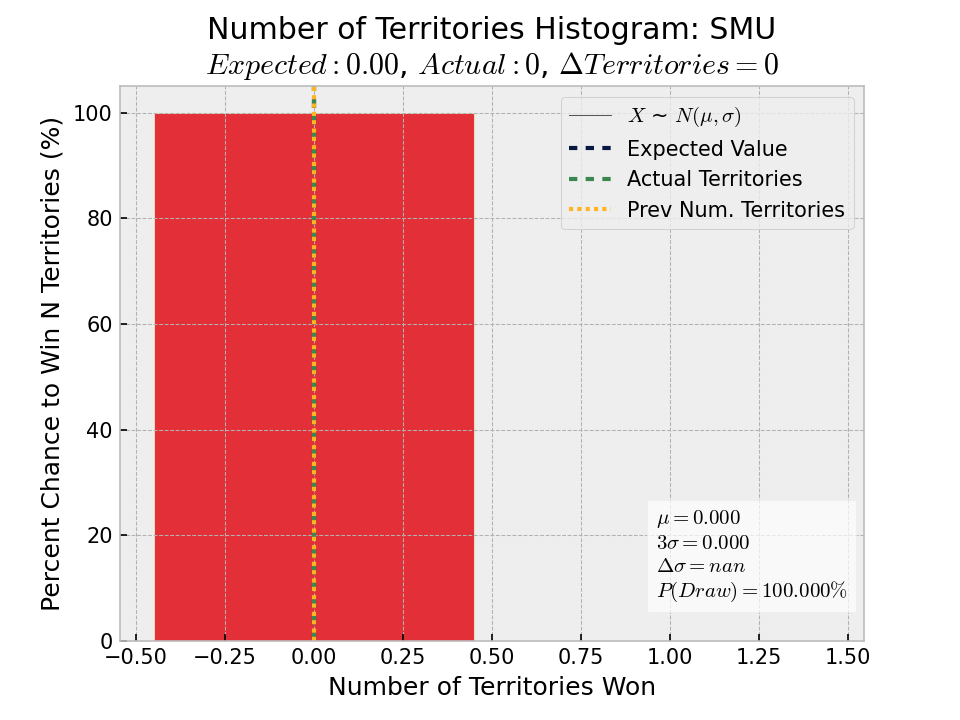 Number of Territories Histogram: SMU
Expected: 0.00, Actual: 0, ΔTerritories = 0
Percent Chance to Win N Territories (%)
100
80
60
40
20
0
X ~ N(μ, σ)
Expected Value
Actual Territories
Prev Num. Territories
μ = 0.000
3σ = 0.000
Δσ = nan
P(Draw) = 100.000%
−0.50 −0.25 0.00 0.25 0.50 0.75 1.00 1.25 1.50
Number of Territories Won